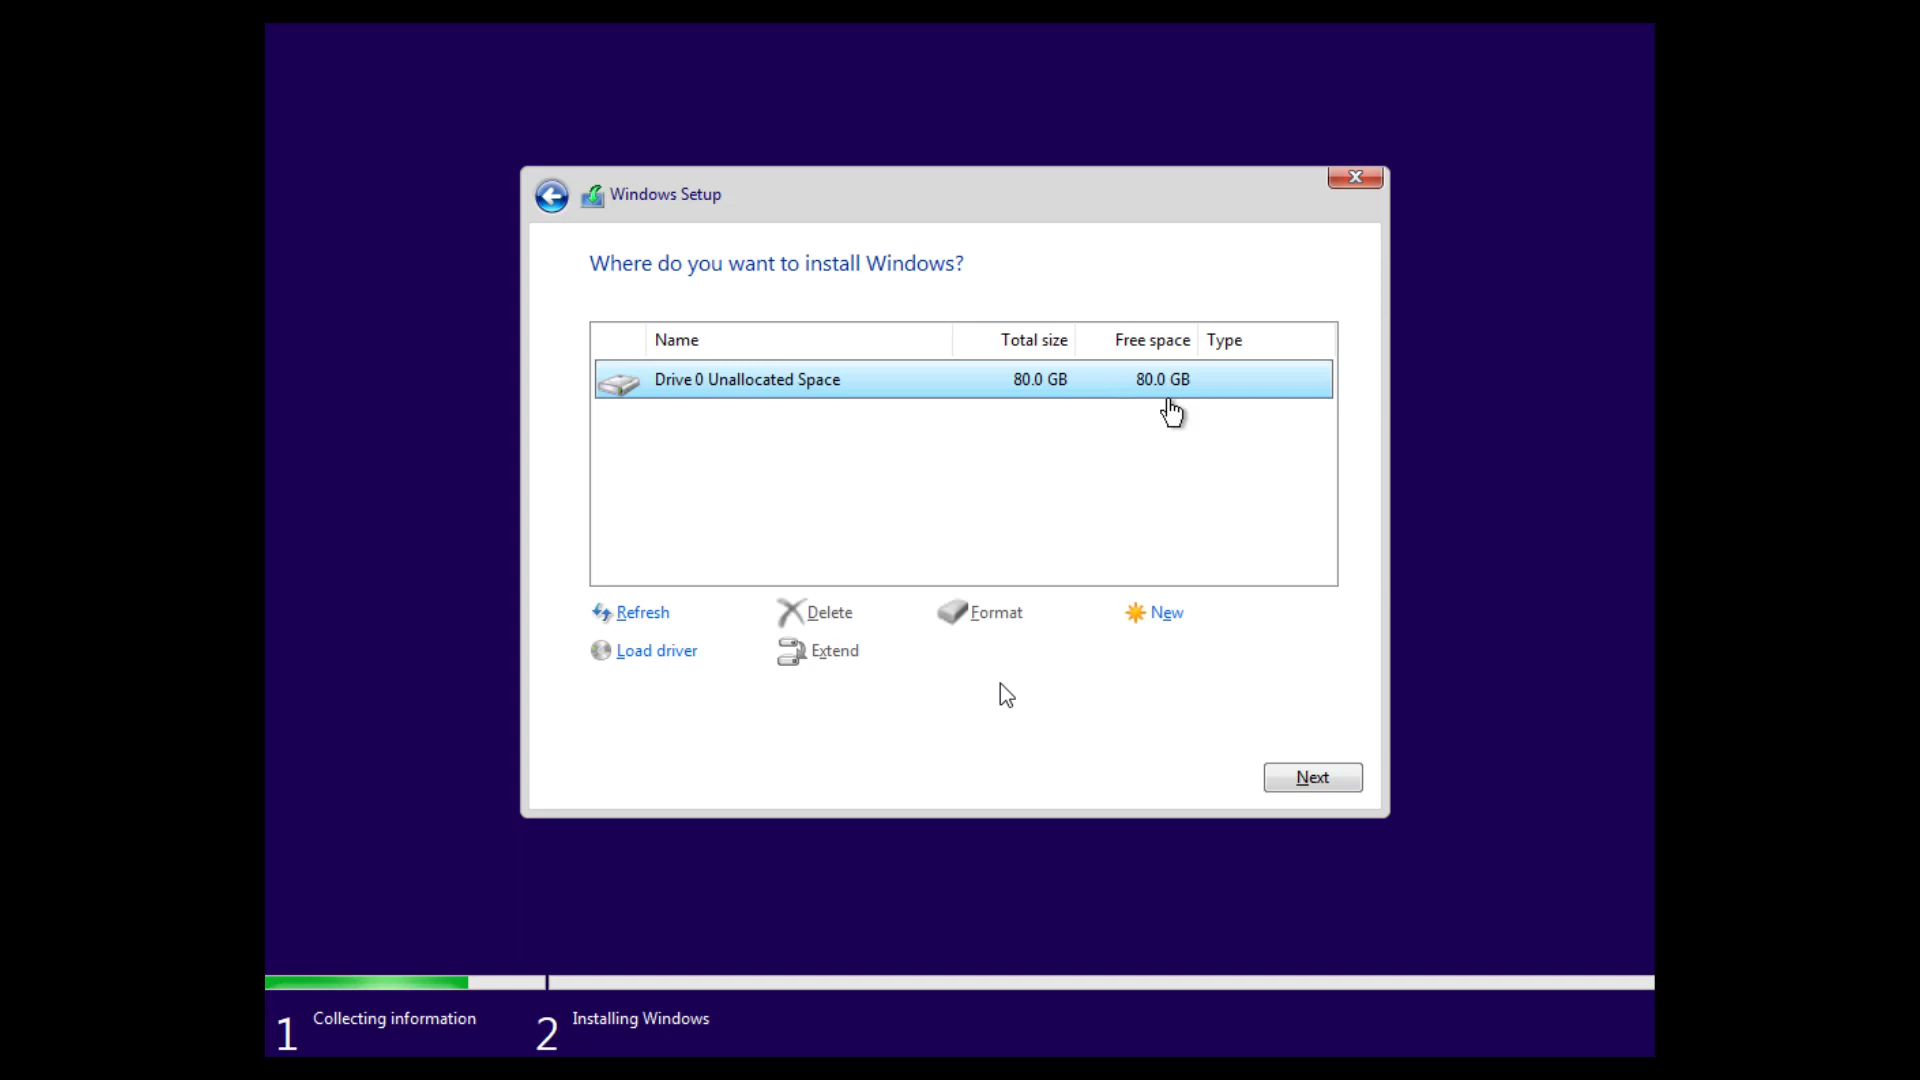 Windows Setup
Where do you want to install Windows?
Name Total size Free space Type
Drive 0 Unallocated Space 80.0 GB 80.0 GB
Refresh Delete Format New
Load driver Extend
Next
1 Collecting information 2 Installing Windows